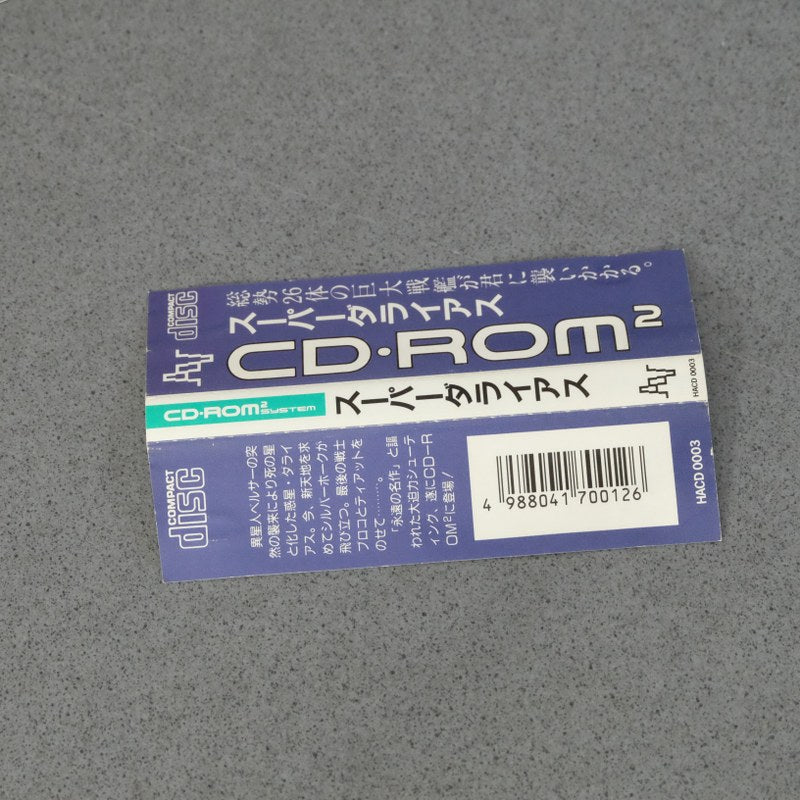 総勢26体の巨大戦艦が君に襲いかかる。
スーパーダライアス
CD・ROM2
COMPACT
disc
CD・ROM2
SYSTEM
スーパーダライアス
HACD 0003
COMPACT
disc
異星人ベルサーの突
然の襲来により死の星
と化した惑星・ダライ
アス。今、新天地を求
めてシルバーホークが
飛び立つ。最後の戦士
プロコとティアットを
のせて………。
「永遠の名作」と謳
われた大迫力シューテ
ィング、遂にCD−R
OM2に登場!
4 988041 700126
HACD 0003